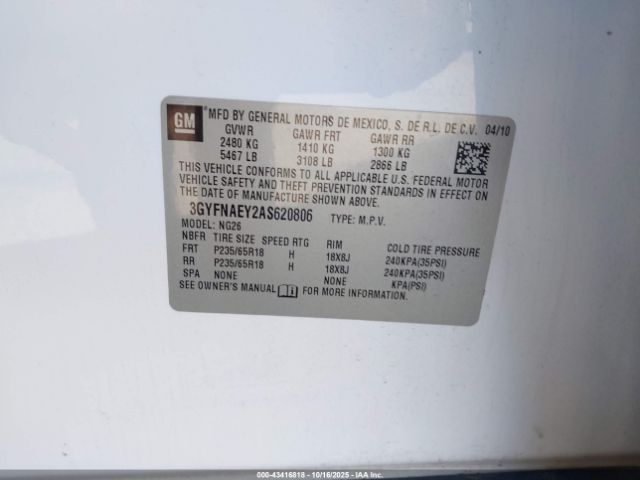 GM
® MFD BY GENERAL MOTORS DE MEXICO, S. DE R.L. DE C.V. 04/10
GVWR GAWR FRT GAWR RR
2480 KG 1410 KG 1300 KG
5467 LB 3108 LB 2866 LB
THIS VEHICLE CONFORMS TO ALL APPLICABLE U.S. FEDERAL MOTOR
VEHICLE SAFETY AND THEFT PREVENTION STANDARDS IN EFFECT ON
THE DATE OF MANUFACTURE SHOWN ABOVE.
3GYFNAEY2AS620806 TYPE: M.P.V.
MODEL: NG26
NBFR TIRE SIZE SPEED RTG RIM COLD TIRE PRESSURE
FRT P235/65R18 H 18X8J 240KPA(35PSI)
RR P235/65R18 H 18X8J 240KPA(35PSI)
SPA NONE NONE KPA(PSI)
SEE OWNER'S MANUAL FOR MORE INFORMATION.
000-43416818 - 10/16/2025 - IAA Inc.